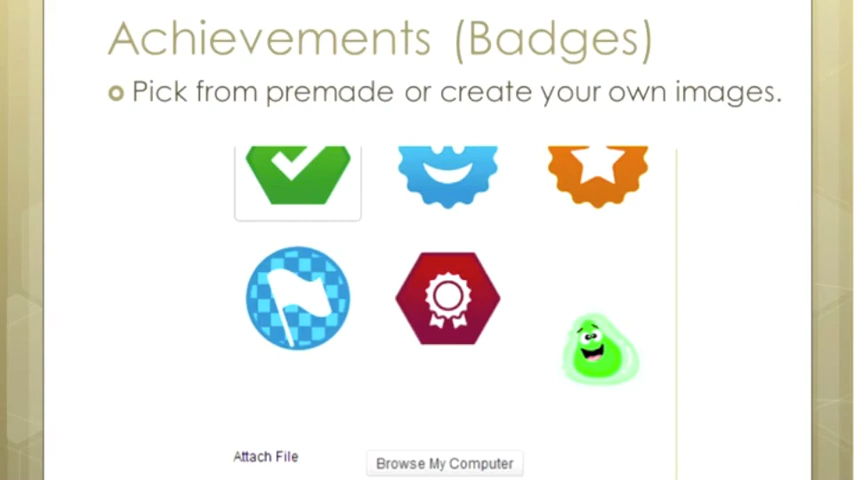 Achievements (Badges)
Pick from premade or create your own images.
Attach File
Browse My Computer